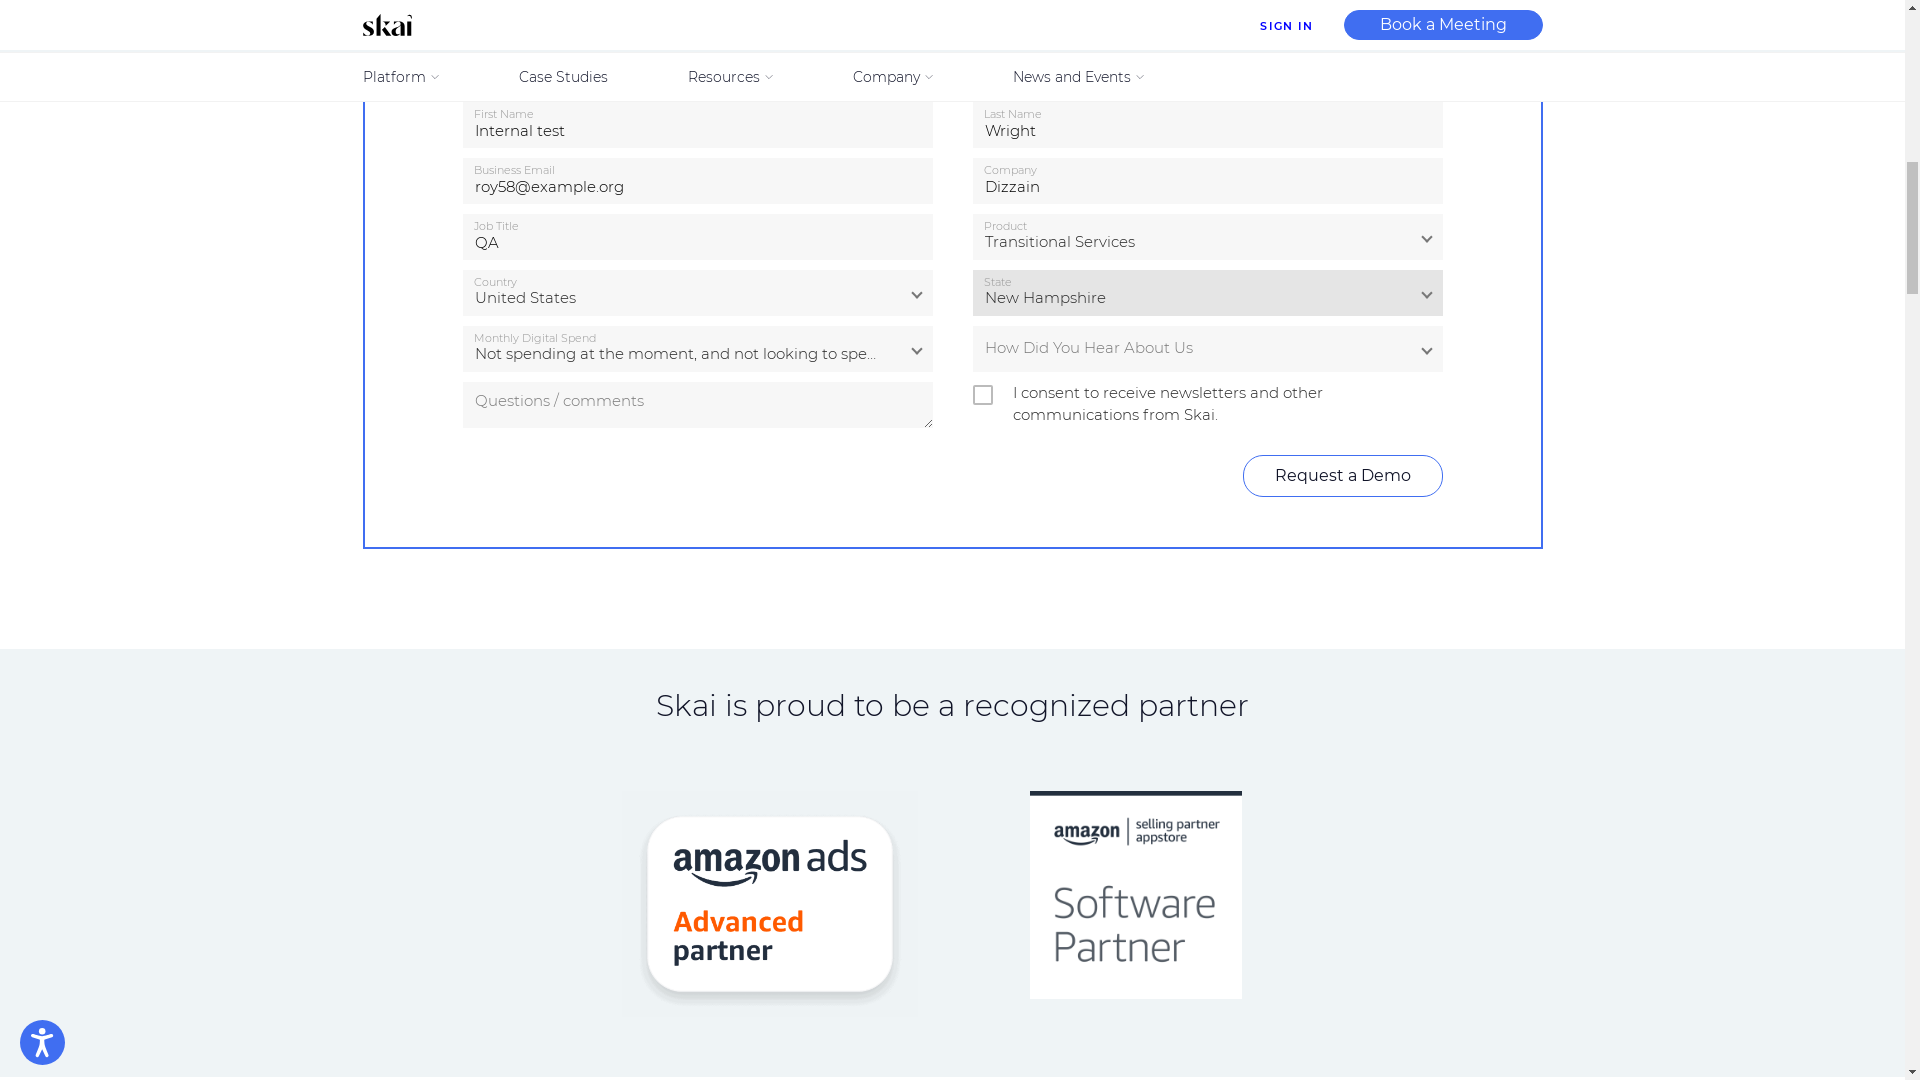 skai
SIGN IN
Book a Meeting
Platform
Case Studies
Resources
Company
News and Events
First Name
Internal test
Last Name
Wright
Business Email
roy58@example.org
Company
Dizzain
Job Title
QA
Product
Transitional Services
Country
United States
State
New Hampshire
Monthly Digital Spend
Not spending at the moment, and not looking to spe...
How Did You Hear About Us
Questions / comments
I consent to receive newsletters and other
communications from Skai.
Request a Demo
Skai is proud to be a recognized partner
amazon ads
Advanced
partner
amazon | selling partner
appstore
Software
Partner